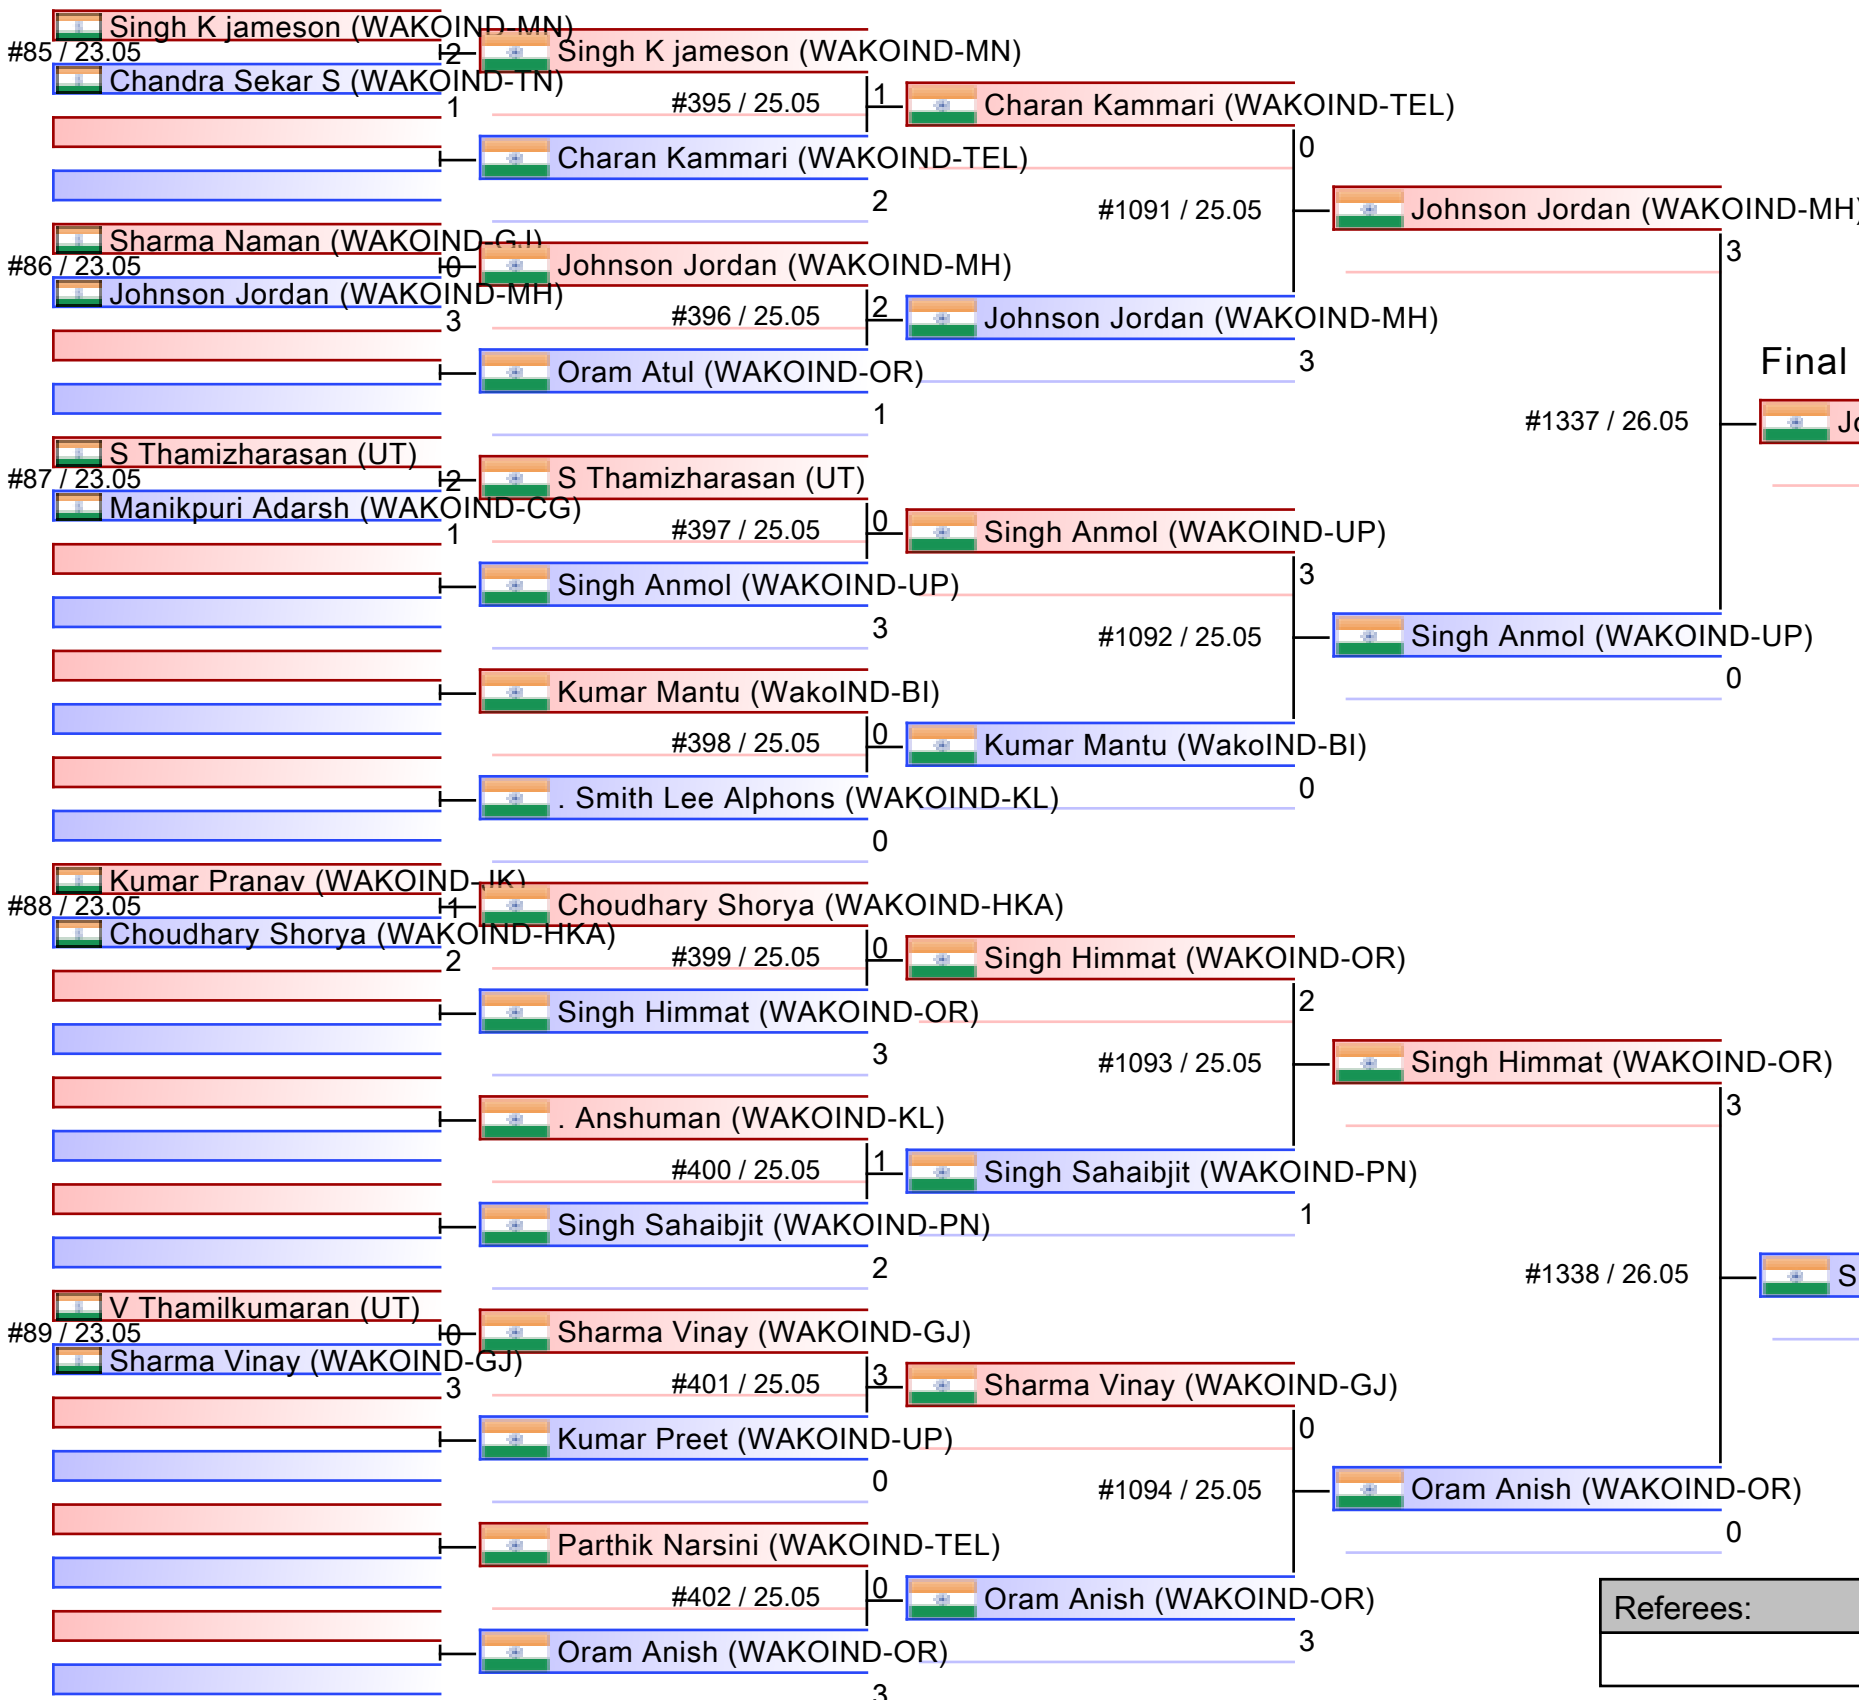 Singh K jameson (WAKOIND-MN)
#85 / 23.05
2
Chandra Sekar S (WAKOIND-TN)
1
Sharma Naman (WAKOIND-GJ)
#86 / 23.05
0
Johnson Jordan (WAKOIND-MH)
3
S Thamizharasan (UT)
#87 / 23.05
2
Manikpuri Adarsh (WAKOIND-CG)
1
Kumar Pranav (WAKOIND-JK)
#88 / 23.05
1
Choudhary Shorya (WAKOIND-HKA)
2
V Thamilkumaran (UT)
#89 / 23.05
0
Sharma Vinay (WAKOIND-GJ)
3
Singh K jameson (WAKOIND-MN)
#395 / 25.05
1
Charan Kammari (WAKOIND-TEL)
2
Johnson Jordan (WAKOIND-MH)
#396 / 25.05
2
Oram Atul (WAKOIND-OR)
1
S Thamizharasan (UT)
#397 / 25.05
0
Singh Anmol (WAKOIND-UP)
3
Kumar Mantu (WakoIND-BI)
#398 / 25.05
0
. Smith Lee Alphons (WAKOIND-KL)
0
Choudhary Shorya (WAKOIND-HKA)
#399 / 25.05
0
Singh Himmat (WAKOIND-OR)
3
. Anshuman (WAKOIND-KL)
#400 / 25.05
1
Singh Sahaibjit (WAKOIND-PN)
2
Sharma Vinay (WAKOIND-GJ)
#401 / 25.05
3
Kumar Preet (WAKOIND-UP)
0
Parthik Narsini (WAKOIND-TEL)
#402 / 25.05
0
Oram Anish (WAKOIND-OR)
3
Charan Kammari (WAKOIND-TEL)
0
#1091 / 25.05
Johnson Jordan (WAKOIND-MH)
3
Singh Anmol (WAKOIND-UP)
3
#1092 / 25.05
Kumar Mantu (WakoIND-BI)
0
Singh Himmat (WAKOIND-OR)
2
#1093 / 25.05
Singh Sahaibjit (WAKOIND-PN)
1
Sharma Vinay (WAKOIND-GJ)
0
#1094 / 25.05
Oram Anish (WAKOIND-OR)
3
Johnson Jordan (WAKOIND-MH)
3
#1337 / 26.05
Singh Anmol (WAKOIND-UP)
0
Singh Himmat (WAKOIND-OR)
3
#1338 / 26.05
Oram Anish (WAKOIND-OR)
0
Final
Referees: